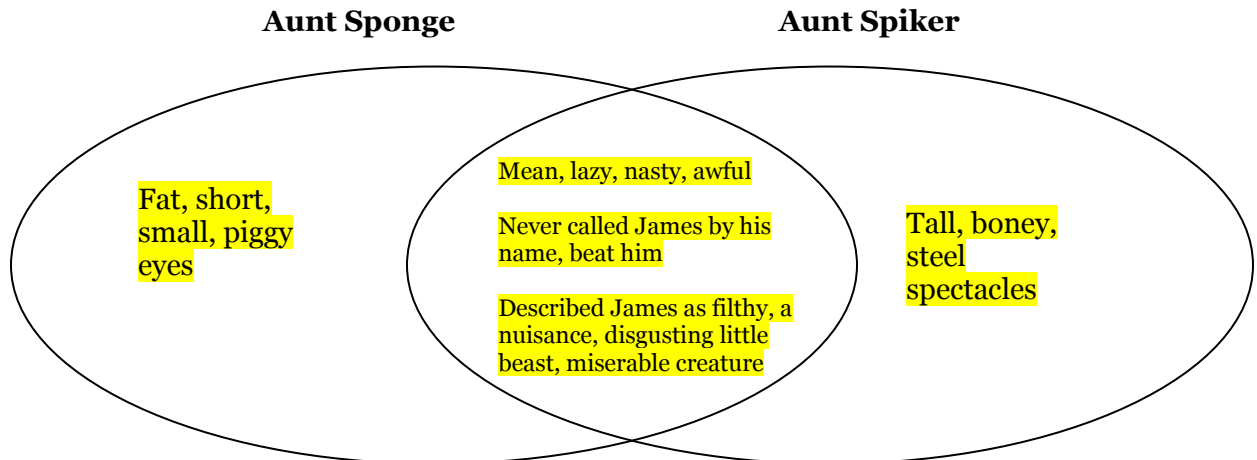 Aunt Sponge
Aunt Spiker
Fat, short,
small, piggy
eyes
Mean, lazy, nasty, awful
Never called James by his
name, beat him
Described James as filthy, a
nuisance, disgusting little
beast, miserable creature
Tall, boney,
steel
spectacles